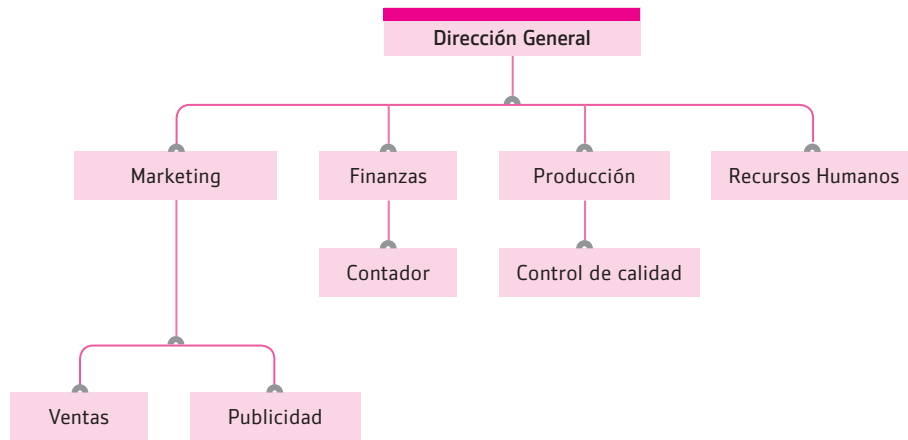 Dirección General
Marketing
Finanzas
Producción
Recursos Humanos
Contador
Control de calidad
Ventas
Publicidad